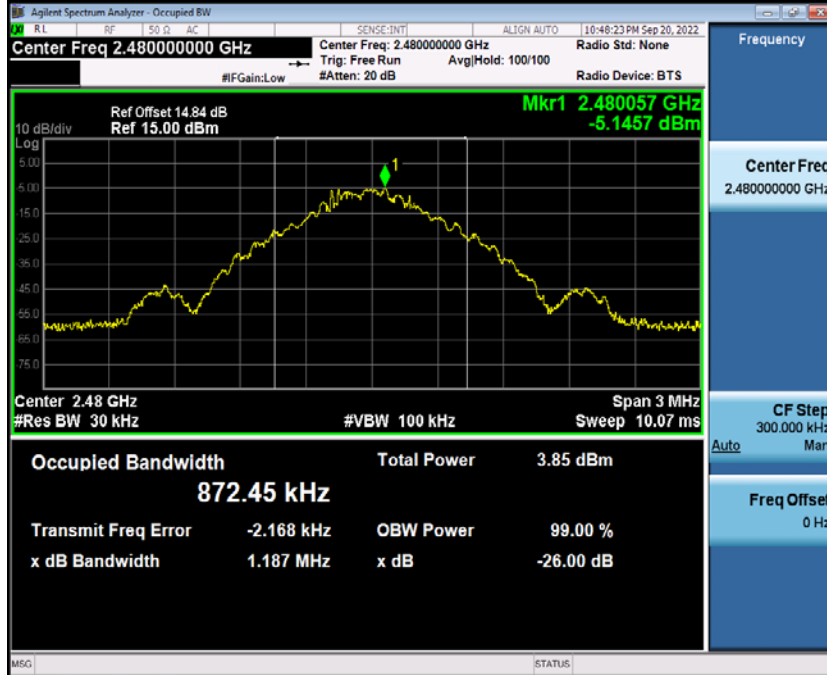 Agilent Spectrum Analyzer - Occupied BW
RL RF 50 Ω AC SENSE:INT ALIGN AUTO 10:48:23 PM Sep 20, 2022
Center Freq 2.480000000 GHz
Center Freq: 2.480000000 GHz Radio Std: None
Trig: Free Run Avg|Hold: 100/100
#IFGain:Low #Atten: 20 dB Radio Device: BTS
Frequency
Ref Offset 14.84 dB
10 dB/div Ref 15.00 dBm
Mkr1 2.480057 GHz
-5.1457 dBm
Log
5.00
-5.00
-15.0
-25.0
-35.0
-45.0
-55.0
-65.0
-75.0
1
Center 2.48 GHz Span 3 MHz
#Res BW 30 kHz #VBW 100 kHz Sweep 10.07 ms
Occupied Bandwidth Total Power 3.85 dBm
872.45 kHz
Transmit Freq Error -2.168 kHz OBW Power 99.00 %
x dB Bandwidth 1.187 MHz x dB -26.00 dB
Center Freq
2.480000000 GHz
CF Step
300.000 kHz
Auto Man
Freq Offset
0 Hz
MSG STATUS